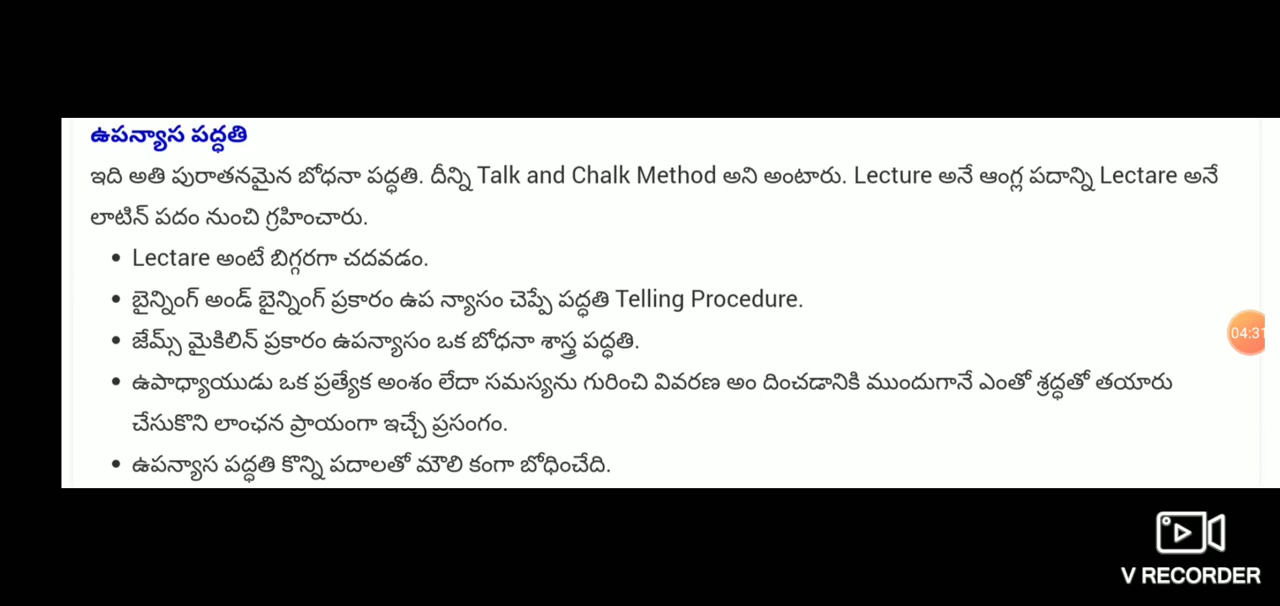 ఉపన్యాస పద్ధతి
ఇది అతి పురాతనమైన బోధనా పద్ధతి. దీన్ని Talk and Chalk Method అని అంటారు. Lecture అనే ఆంగ్ల పదాన్ని Lectare అనే
లాటిన్ పదం నుంచి గ్రహించారు.
• Lectare అంటే బిగ్గరగా చదవడం.
• బైన్నింగ్ అండ్ బైన్నింగ్ ప్రకారం ఉప న్యాసం చెప్పే పద్ధతి Telling Procedure.
• జేమ్స్ మైకిలిన్ ప్రకారం ఉపన్యాసం ఒక బోధనా శాస్త్ర పద్ధతి.
04:31
• ఉపాధ్యాయుడు ఒక ప్రత్యేక అంశం లేదా సమస్యను గురించి వివరణ అం దించడానికి ముందుగానే ఎంతో శ్రద్ధతో తయారు
చేసుకొని లాంఛన ప్రాయంగా ఇచ్చే ప్రసంగం.
• ఉపన్యాస పద్ధతి కొన్ని పదాలతో మౌలి కంగా బోధించేది.
V RECORDER